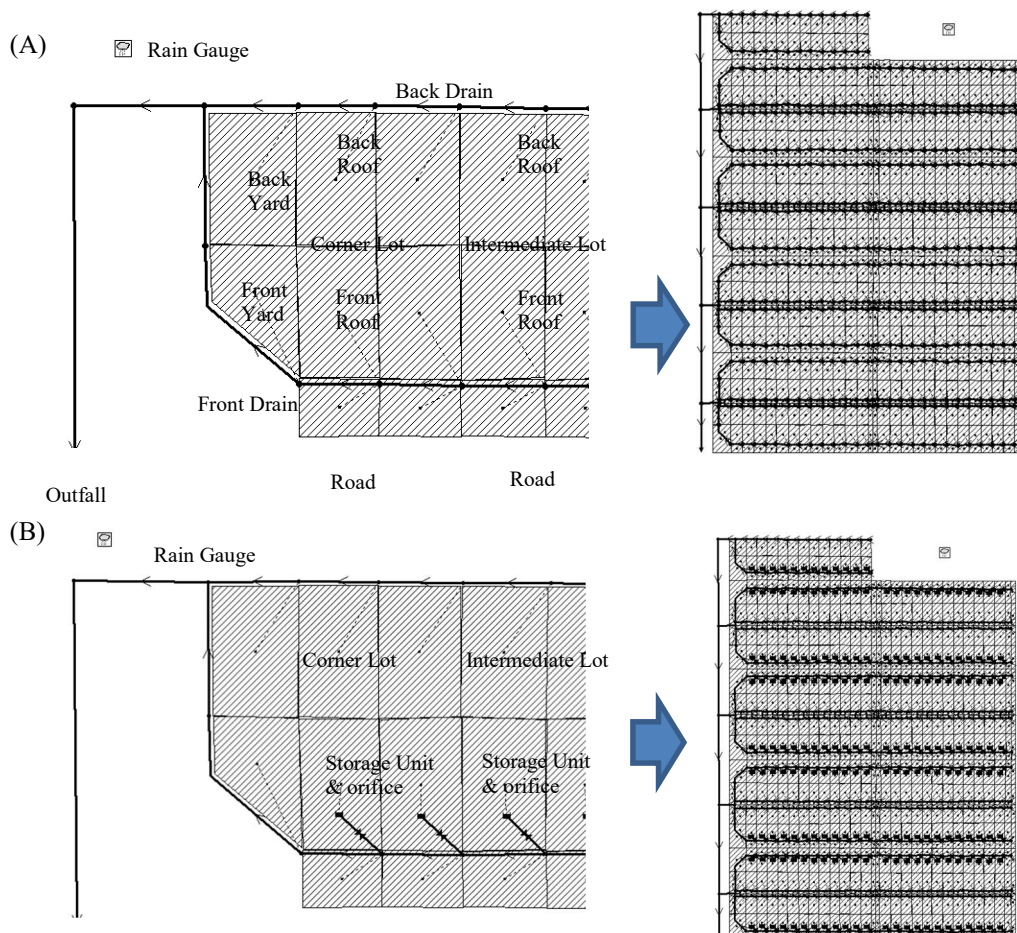 (A)
Rain Gauge
Back Drain
Back
Roof
Back
Roof
Back
Yard
Corner Lot
Intermediate Lot
Front
Yard
Front
Roof
Front
Roof
Front Drain
Road
Road
Outfall
(B)
Rain Gauge
Corner Lot
Intermediate Lot
Storage Unit
& orifice
Storage Unit
& orifice